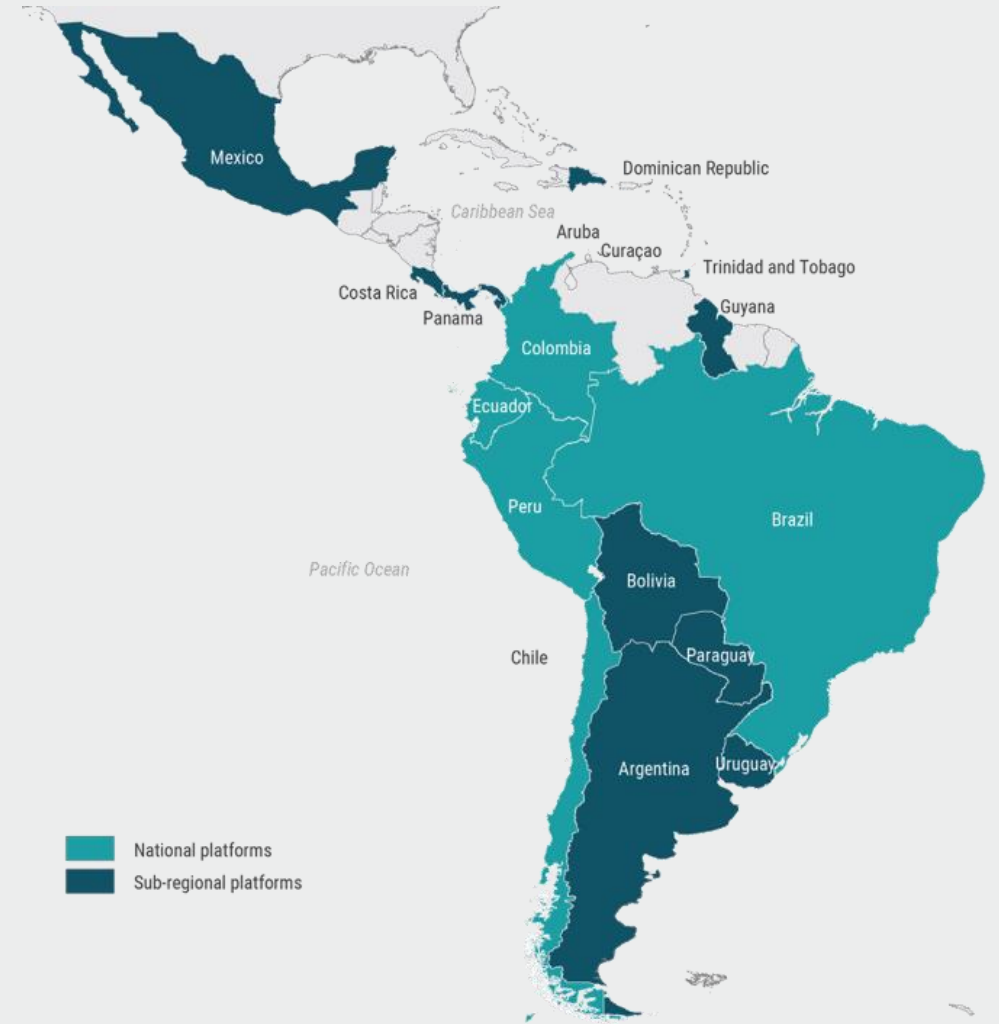 Mexico
Dominican Republic
Caribbean Sea
Aruba
Curaçao
Trinidad and Tobago
Costa Rica
Guyana
Panama
Colombia
Ecuador
Peru
Brazil
Pacific Ocean
Bolivia
Chile
Paraguay
Argentina
Uruguay
National platforms
Sub-regional platforms